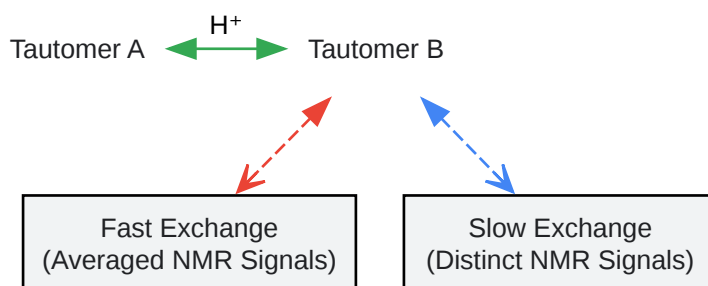 H⁺
Tautomer A
Tautomer B
Fast Exchange
(Averaged NMR Signals)
Slow Exchange
(Distinct NMR Signals)